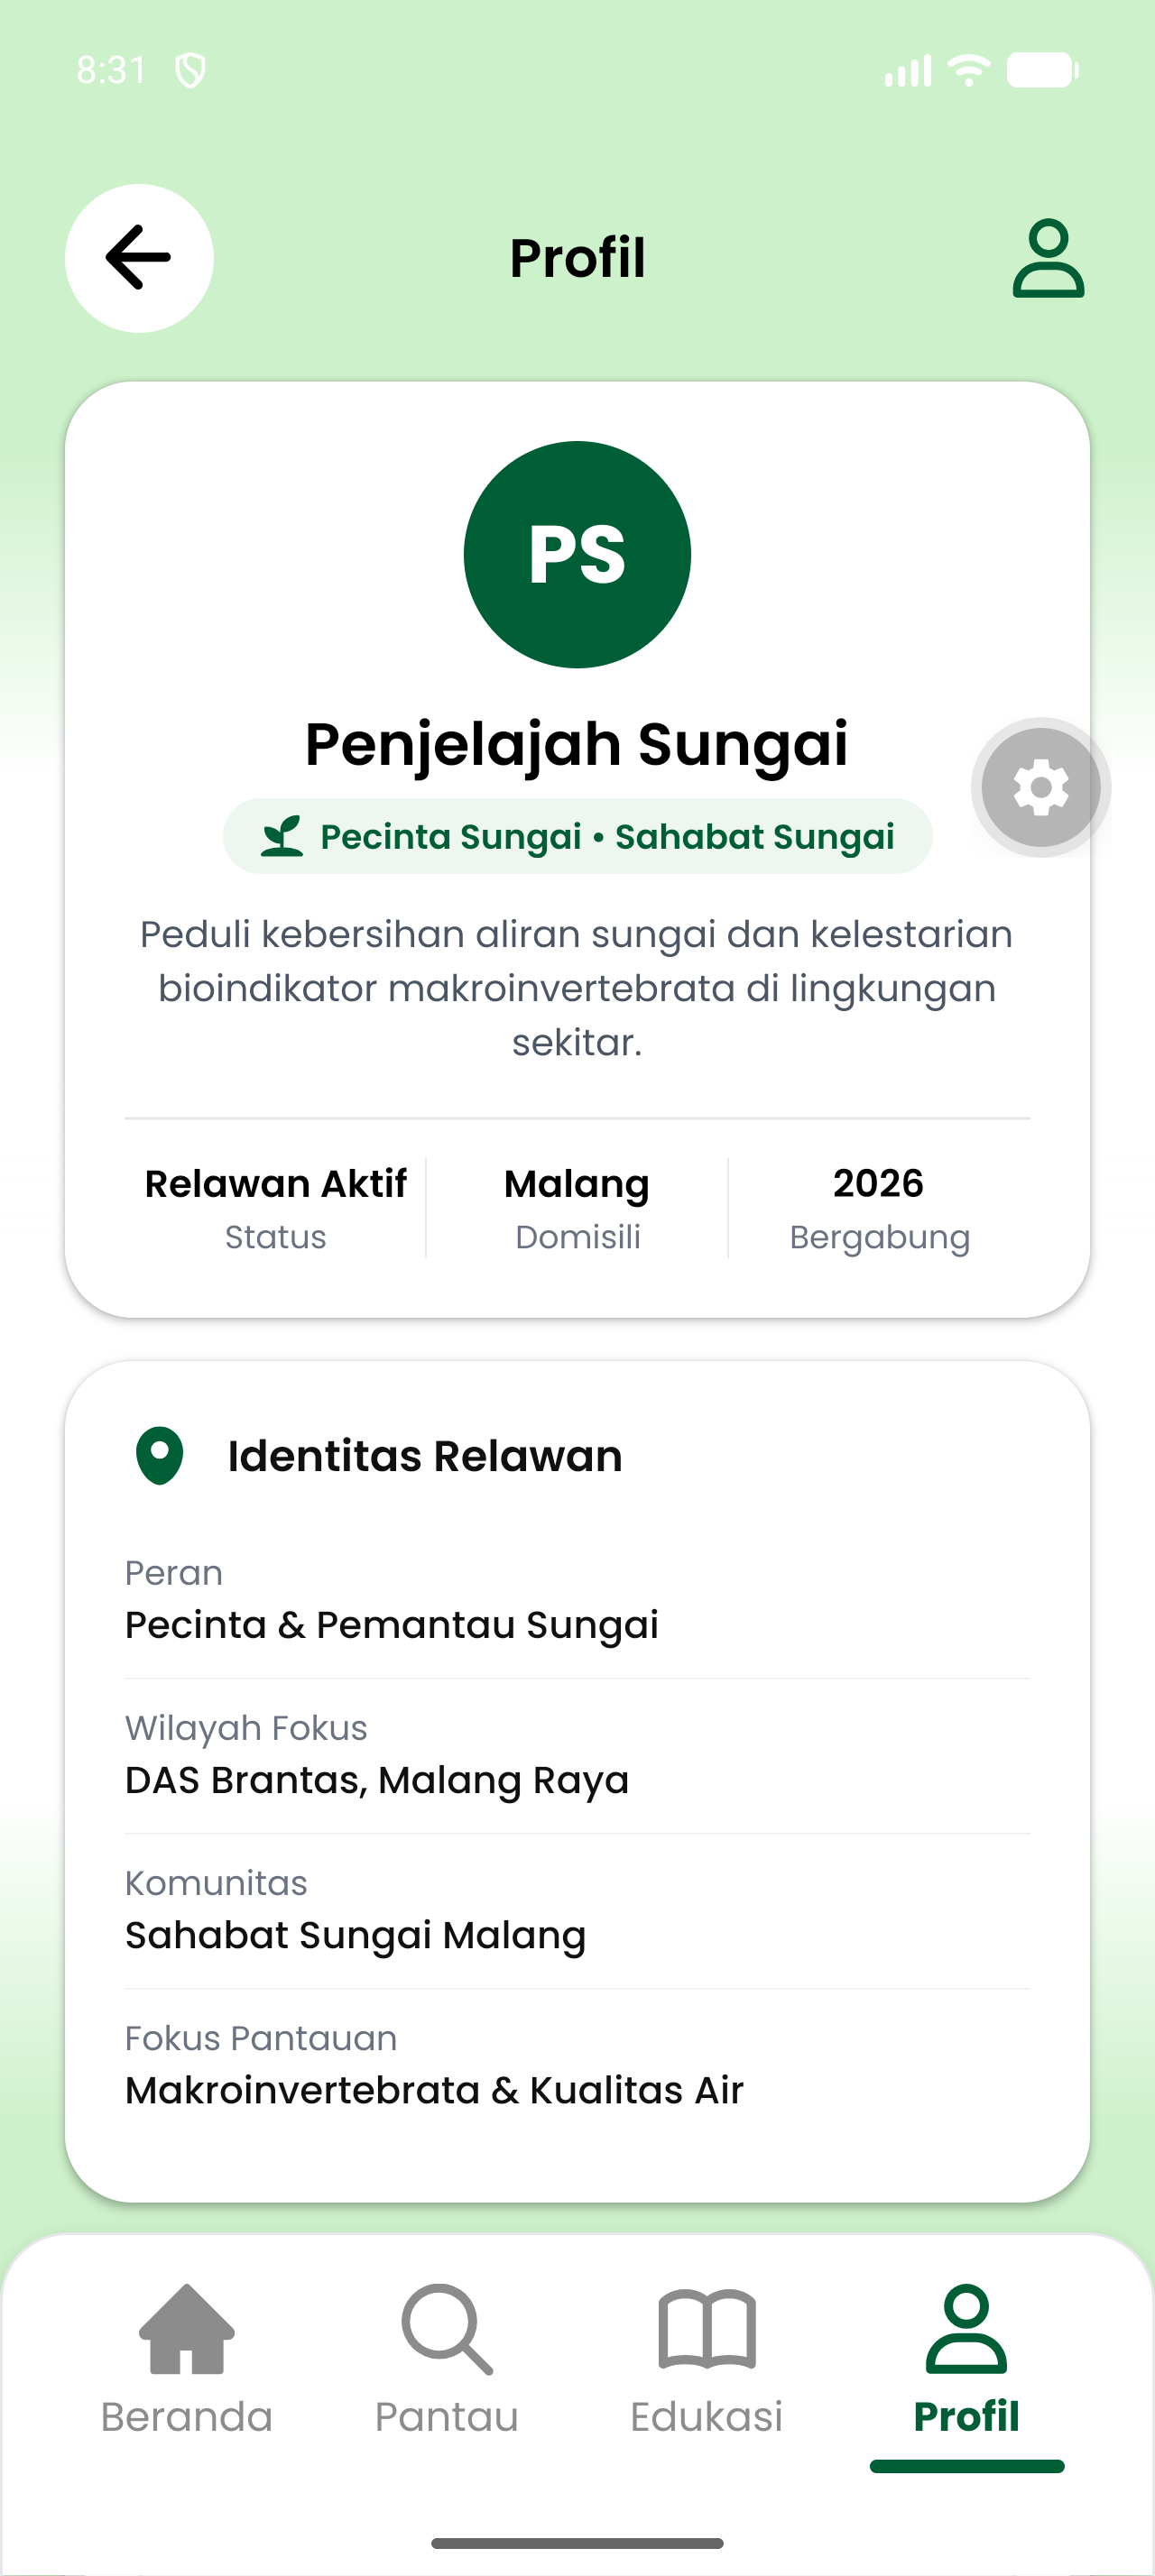 8:31
Profil
PS
Penjelajah Sungai
Pecinta Sungai • Sahabat Sungai
Peduli kebersihan aliran sungai dan kelestarian
bioindikator makroinvertebrata di lingkungan
sekitar.
Relawan Aktif
Status
Malang
Domisili
2026
Bergabung
Identitas Relawan
Peran
Pecinta & Pemantau Sungai
Wilayah Fokus
DAS Brantas, Malang Raya
Komunitas
Sahabat Sungai Malang
Fokus Pantauan
Makroinvertebrata & Kualitas Air
Beranda
Pantau
Edukasi
Profil